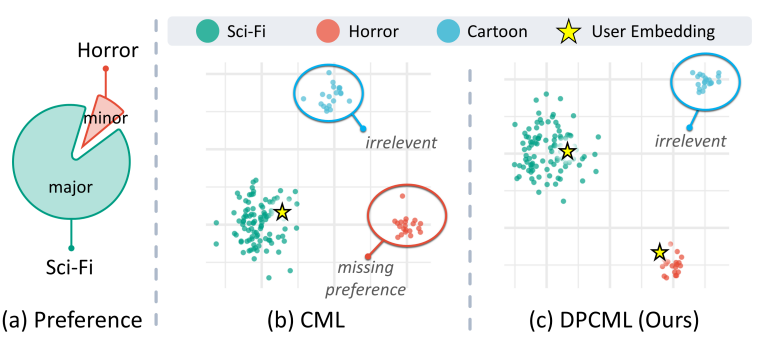 Sci-Fi
Horror
Cartoon
User Embedding
Horror
minor
major
Sci-Fi
(a) Preference
irrelevent
missing
preference
(b) CML
irrelevent
(c) DPCML (Ours)